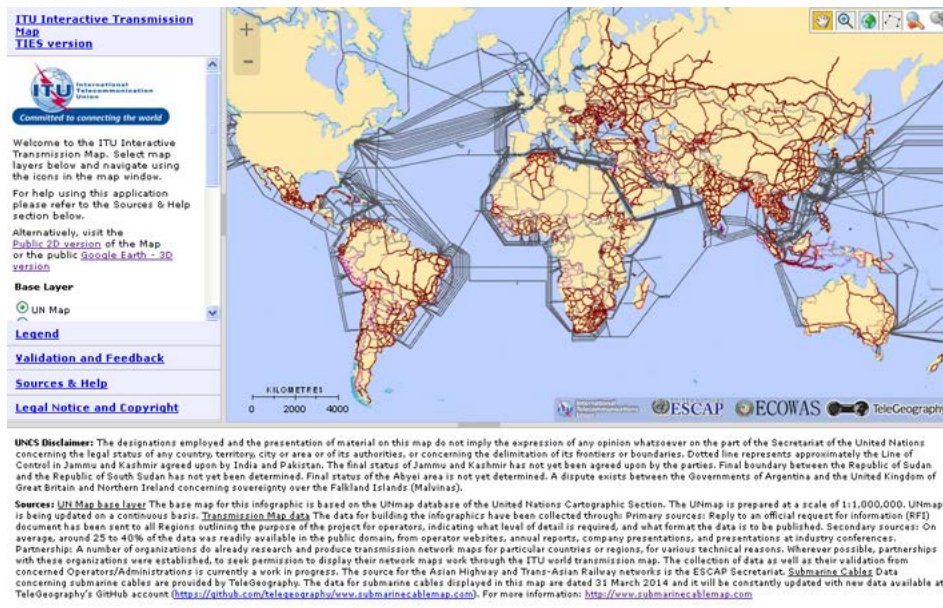 ITU Interactive Transmission
Map
TIES version
ITU
International
Telecommunication
Union
Committed to connecting the world
Welcome to the ITU Interactive
Transmission Map. Select map
layers below and navigate using
the icons in the map window.
For help using this application
please refer to the Sources & Help
section below.
Alternatively, visit the
Public 2D version of the Map
or the public Google Earth - 3D
version
Base Layer
UN Map
Legend
Validation and Feedback
Sources & Help
Legal Notice and Copyright
+
−
KILOMETRES
0 2000 4000
International
Telecommunication
Union
ESCAP
ECOWAS
TeleGeography
UNCS Disclaimer: The designations employed and the presentation of material on this map do not imply the expression of any opinion whatsoever on the part of the Secretariat of the United Nations
concerning the legal status of any country, territory, city or area or of its authorities, or concerning the delimitation of its frontiers or boundaries. Dotted line represents approximately the Line of
Control in Jammu and Kashmir agreed upon by India and Pakistan. The final status of Jammu and Kashmir has not yet been agreed upon by the parties. Final boundary between the Republic of Sudan
and the Republic of South Sudan has not yet been determined. Final status of the Abyei area is not yet determined. A dispute exists between the Governments of Argentina and the United Kingdom of
Great Britain and Northern Ireland concerning sovereignty over the Falkland Islands (Malvinas).
Sources: UN Map base layer The base map for this infographic is based on the UNmap database of the United Nations Cartographic Section. The UNmap is prepared at a scale of 1:1,000,000. UNmap
is being updated on a continuous basis. Transmission Map data The data for building the infographics have been collected through: Primary sources: Reply to an official request for information (RFI)
document has been sent to all Regions outlining the purpose of the project for operators, indicating what level of detail is required, and what format the data is to be published. Secondary sources: On
average, around 25 to 40% of the data was readily available in the public domain, from operator websites, annual reports, company presentations, and presentations at industry conferences.
Partnership: A number of organizations do already research and produce transmission network maps for particular countries or regions, for various technical reasons. Wherever possible, partnerships
with these organizations were established, to seek permission to display their network maps work through the ITU world transmission map. The collection of data as well as their validation from
concerned Operators/Administrations is currently a work in progress. The source for the Asian Highway and Trans-Asian Railway networks is the ESCAP Secretariat. Submarine Cables Data
concerning submarine cables are provided by TeleGeography. The data for submarine cables displayed in this map are dated 31 March 2014 and it will be constantly updated with new data available at
TeleGeography's GitHub account (https://github.com/telegeography/www.submarinecablemap.com). For more information: http://www.submarinecablemap.com